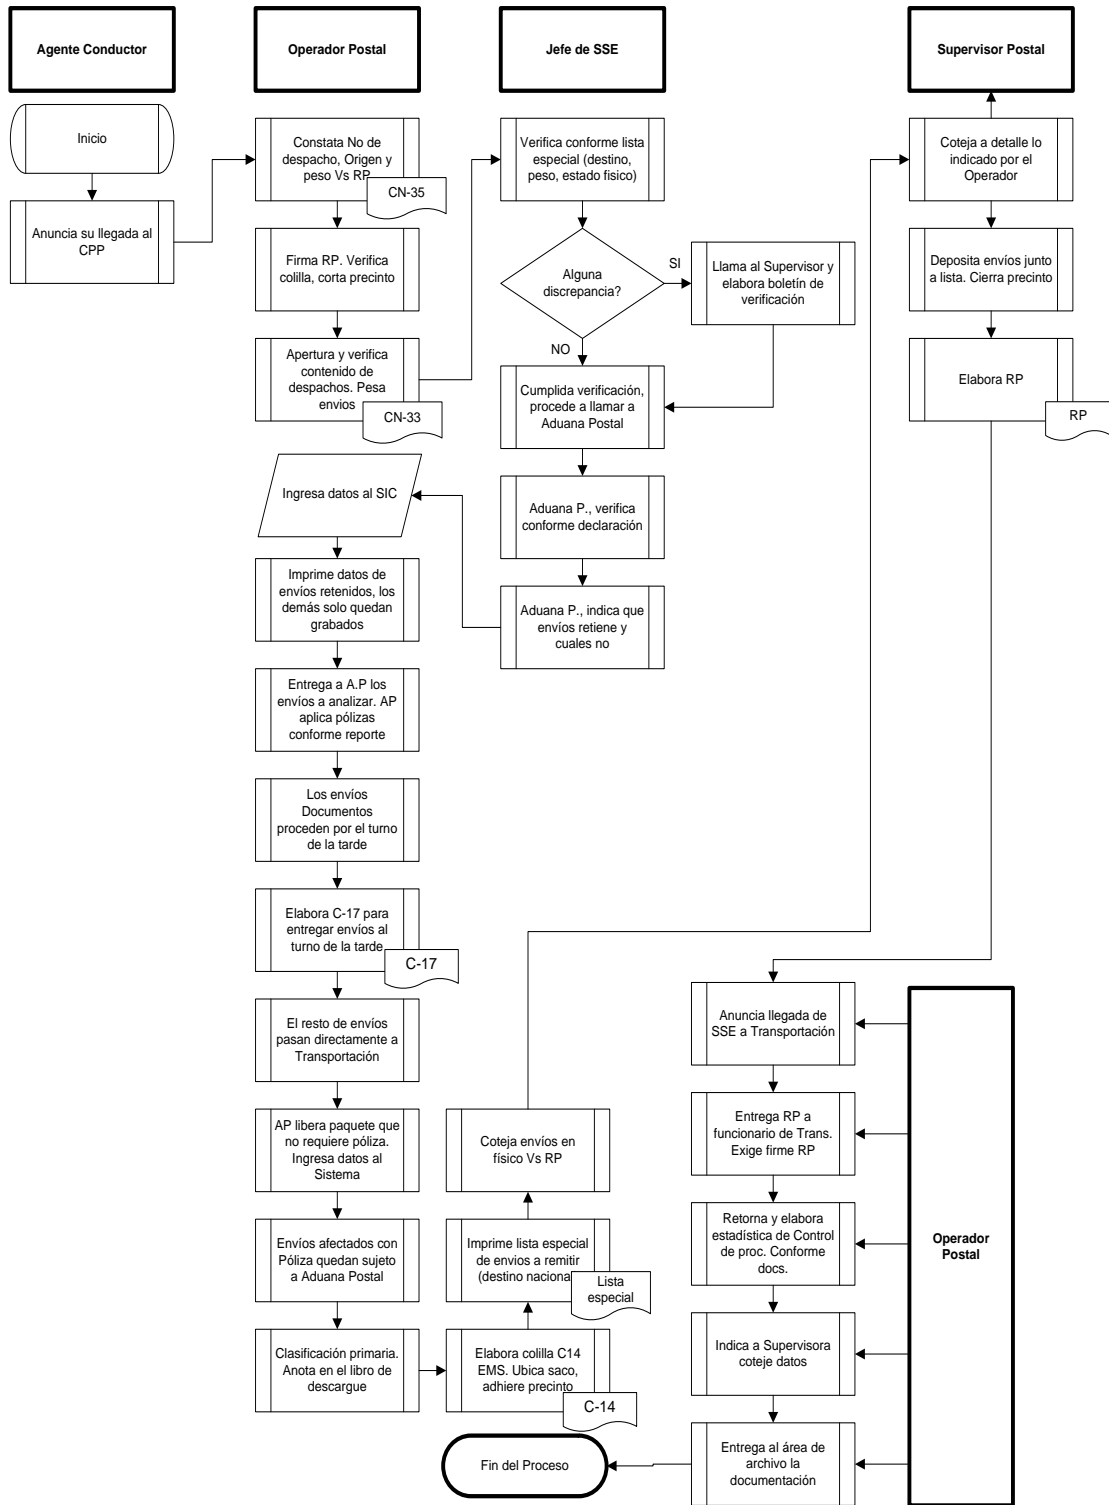 Agente Conductor
Operador Postal
Jefe de SSE
Supervisor Postal
Inicio
Anuncia su llegada al
CPP
Constata No de
despacho, Origen y
peso Vs RP
CN-35
Firma RP. Verifica
colilla, corta precinto
Apertura y verifica
contenido de
despachos. Pesa
envios
CN-33
Verifica conforme lista
especial (destino,
peso, estado fisico)
Alguna
discrepancia?
SI
NO
Llama al Supervisor y
elabora boletín de
verificación
Cumplida verificación,
procede a llamar a
Aduana Postal
Aduana P., verifica
conforme declaración
Aduana P., indica que
envíos retiene y
cuales no
Coteja a detalle lo
indicado por el
Operador
Deposita envíos junto
a lista. Cierra precinto
Elabora RP
RP
Ingresa datos al SIC
Imprime datos de
envíos retenidos, los
demás solo quedan
grabados
Entrega a A.P los
envíos a analizar. AP
aplica pólizas
conforme reporte
Los envíos
Documentos
proceden por el turno
de la tarde
Elabora C-17 para
entregar envíos al
turno de la tarde
C-17
El resto de envíos
pasan directamente a
Transportación
AP libera paquete que
no requiere póliza.
Ingresa datos al
Sistema
Envíos afectados con
Póliza quedan sujeto
a Aduana Postal
Clasificación primaria.
Anota en el libro de
descargue
Coteja envíos en
físico Vs RP
Imprime lista especial
de envios a remitir
(destino nacional
Lista
especial
Elabora colilla C14
EMS. Ubica saco,
adhiere precinto
C-14
Anuncia llegada de
SSE a Transportación
Entrega RP a
funcionario de Trans.
Exige firme RP
Retorna y elabora
estadística de Control
de proc. Conforme
docs.
Indica a Supervisora
coteje datos
Entrega al área de
archivo la
documentación
Operador
Postal
Fin del Proceso